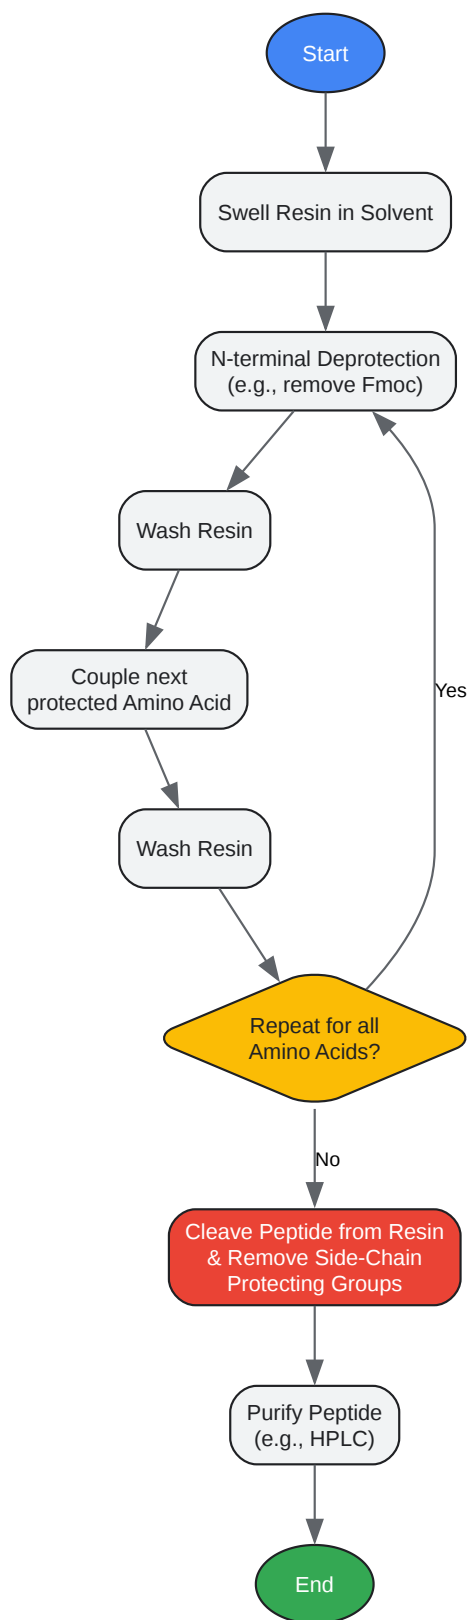 Start
Swell Resin in Solvent
N-terminal Deprotection
(e.g., remove Fmoc)
Wash Resin
Couple next
protected Amino Acid
Yes
Wash Resin
Repeat for all
Amino Acids?
No
Cleave Peptide from Resin
& Remove Side-Chain
Protecting Groups
Purify Peptide
(e.g., HPLC)
End